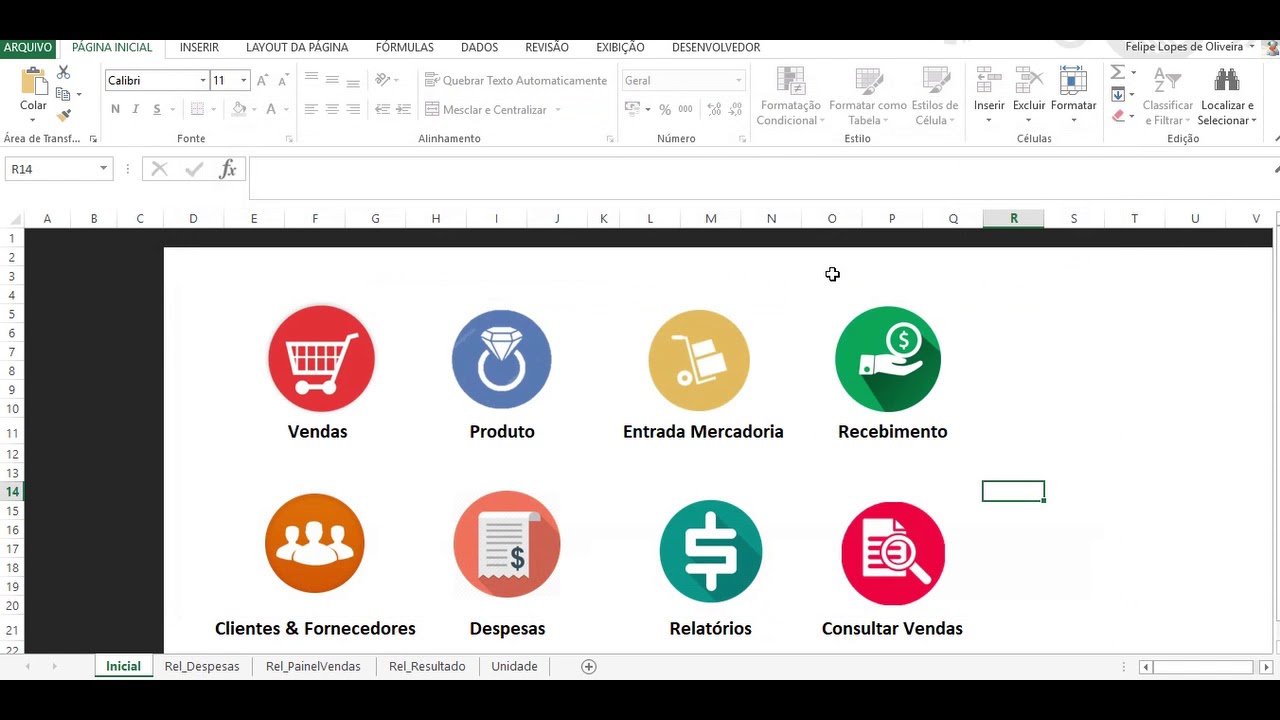 ARQUIVO PÁGINA INICIAL INSERIR LAYOUT DA PÁGINA FÓRMULAS DADOS REVISÃO EXIBIÇÃO DESENVOLVEDOR Felipe Lopes de Oliveira
Calibri 11 Quebrar Texto Automaticamente Geral
Colar N I S A % 000 Formatação Condicional Formatar como Tabela Estilos de Célula Inserir Excluir Formatar Classificar e Filtrar Localizar e Selecionar
Mesclar e Centralizar
Área de Transf... Fonte Alinhamento Número Estilo Células Edição
R14 fx
A B C D E F G H I J K L M N O P Q R S T U V
1
2
3
4
5
6
7
8
9
10
11
12
13
14
15
16
17
18
19
20
21
22
$
Vendas Produto Entrada Mercadoria Recebimento
$ $
Clientes & Fornecedores Despesas Relatórios Consultar Vendas
Inicial Rel_Despesas Rel_PainelVendas Rel_Resultado Unidade